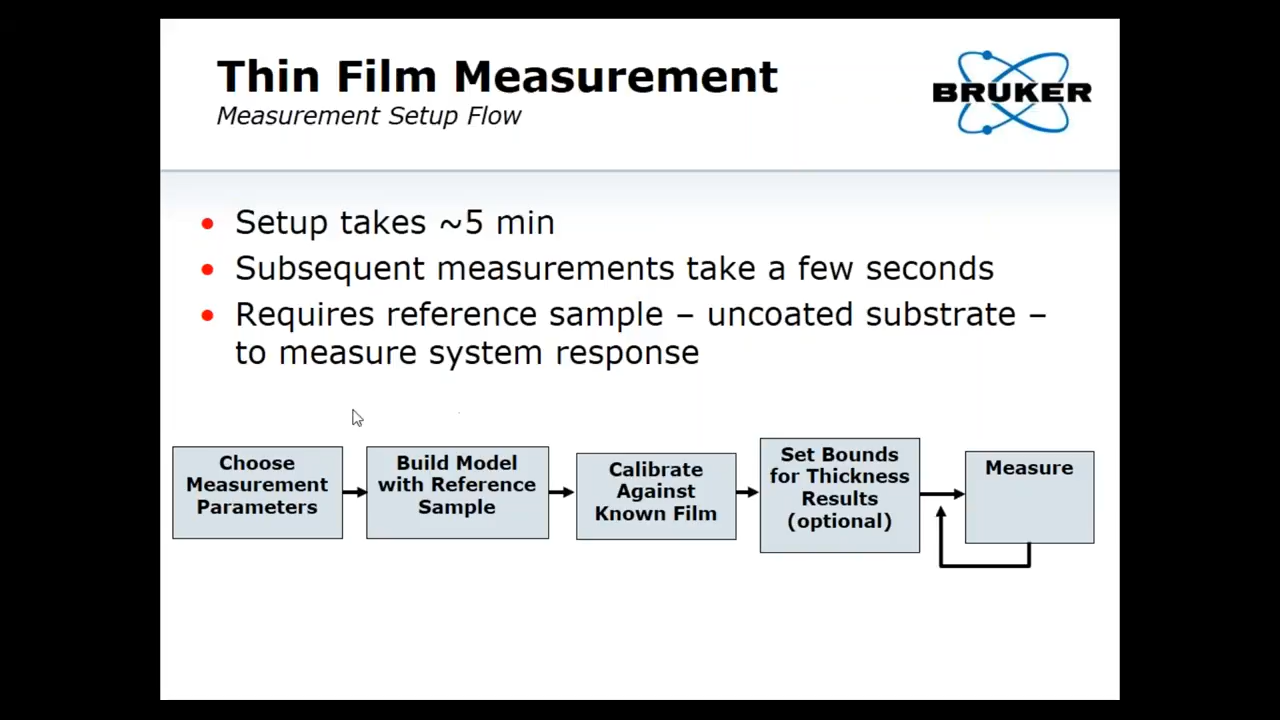 Thin Film Measurement
Measurement Setup Flow
BRUKER
• Setup takes ~5 min
• Subsequent measurements take a few seconds
• Requires reference sample – uncoated substrate –
to measure system response
Choose
Measurement
Parameters
Build Model
with Reference
Sample
Calibrate
Against
Known Film
Set Bounds
for Thickness
Results
(optional)
Measure